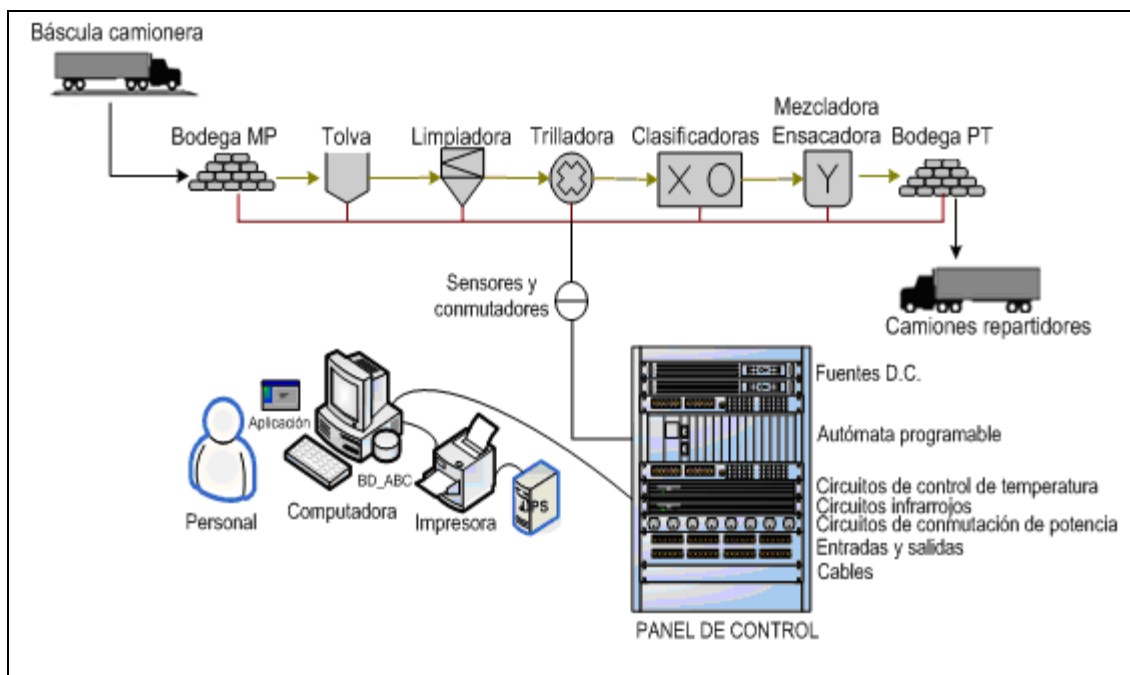 Báscula camionera
Bodega MP
Tolva
Limpiadora
Trilladora
Clasificadoras
Mezcladora
Ensacadora
Bodega PT
X O
Y
Sensores y
conmutadores
Camiones repartidores
Fuentes D.C.
Autómata programable
Circuitos de control de temperatura
Circuitos infrarrojos
Circuitos de conmutación de potencia
Entradas y salidas
Cables
PANEL DE CONTROL
Aplicación
BD_ABC
UPS
Personal
Computadora
Impresora